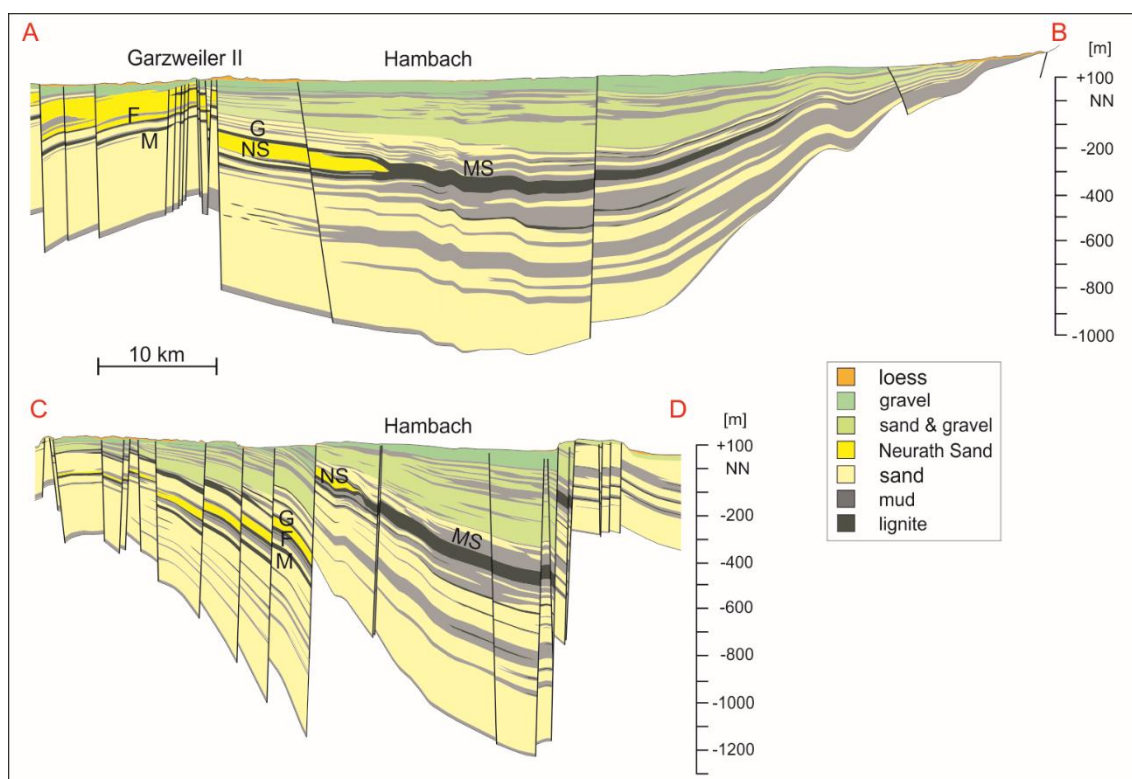 A
B
Garzweiler II
Hambach
[m]
+100
NN
F
M
G
NS
MS
-200
-400
-600
-800
-1000
10 km
loess
gravel
sand & gravel
Neurath Sand
sand
mud
lignite
C
D
Hambach
[m]
+100
NN
NS
G
F
M
MS
-200
-400
-600
-800
-1000
-1200